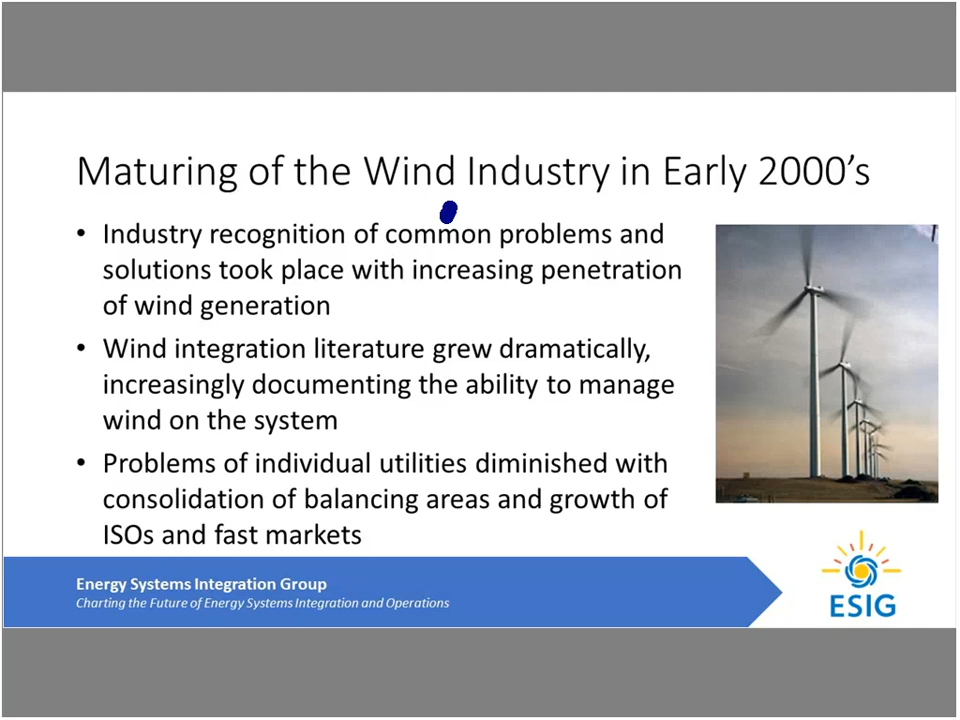 Maturing of the Wind Industry in Early 2000's
• Industry recognition of common problems and
solutions took place with increasing penetration
of wind generation
• Wind integration literature grew dramatically,
increasingly documenting the ability to manage
wind on the system
• Problems of individual utilities diminished with
consolidation of balancing areas and growth of
ISOs and fast markets
Energy Systems Integration Group
Charting the Future of Energy Systems Integration and Operations
ESIG